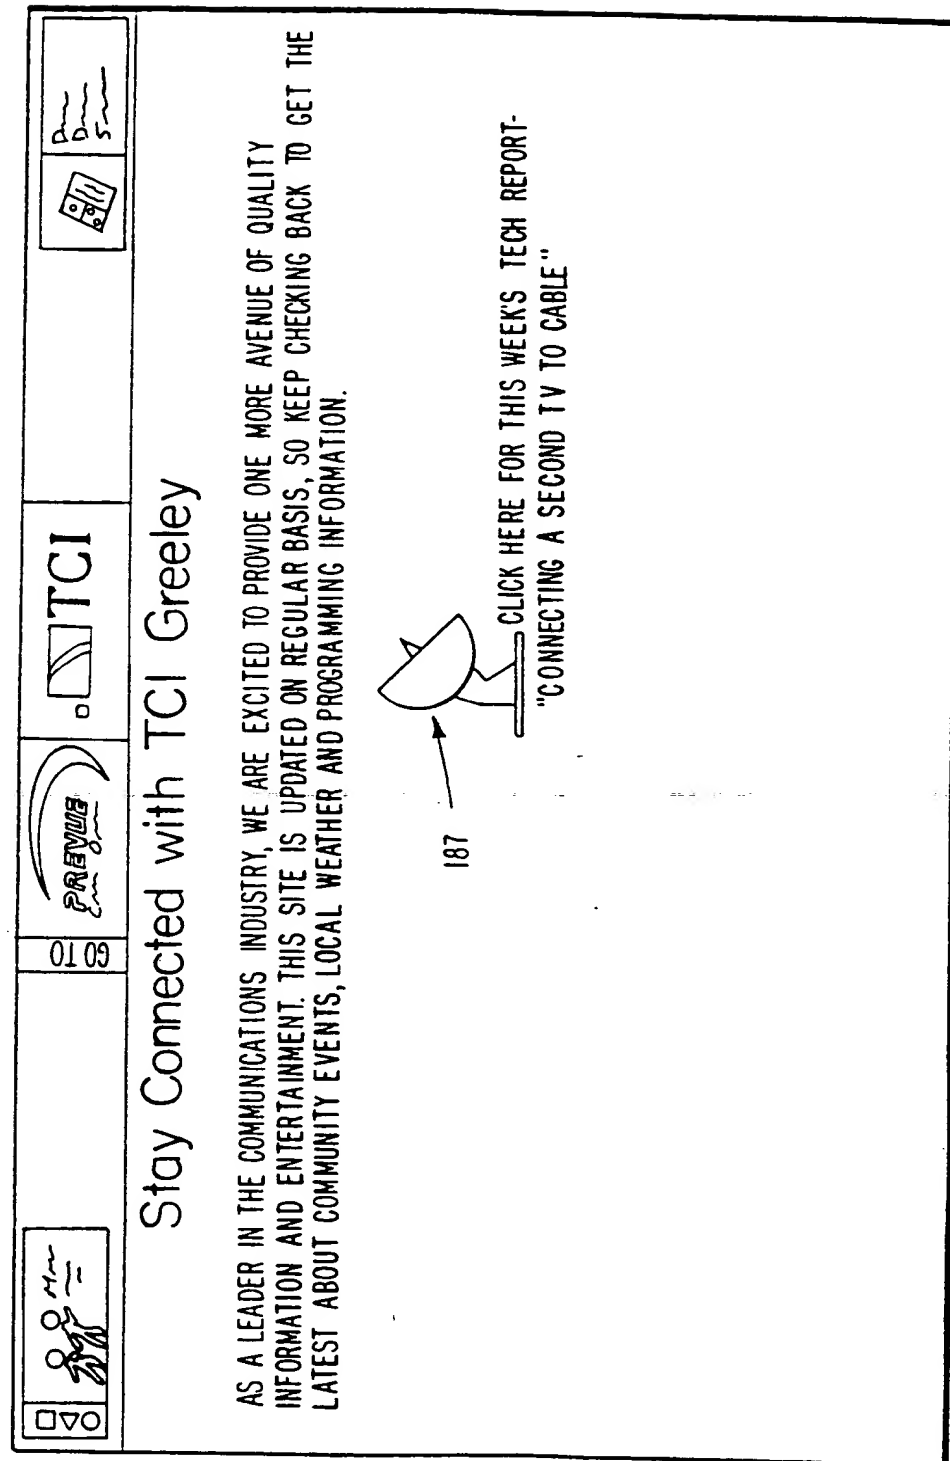 GO TO
PREVUE
TCI
Stay Connected with TCI Greeley
AS A LEADER IN THE COMMUNICATIONS INDUSTRY, WE ARE EXCITED TO PROVIDE ONE MORE AVENUE OF QUALITY
INFORMATION AND ENTERTAINMENT. THIS SITE IS UPDATED ON REGULAR BASIS, SO KEEP CHECKING BACK TO GET THE
LATEST ABOUT COMMUNITY EVENTS, LOCAL WEATHER AND PROGRAMMING INFORMATION.
187
CLICK HERE FOR THIS WEEKS TECH REPORT-
"CONNECTING A SECOND TV TO CABLE"